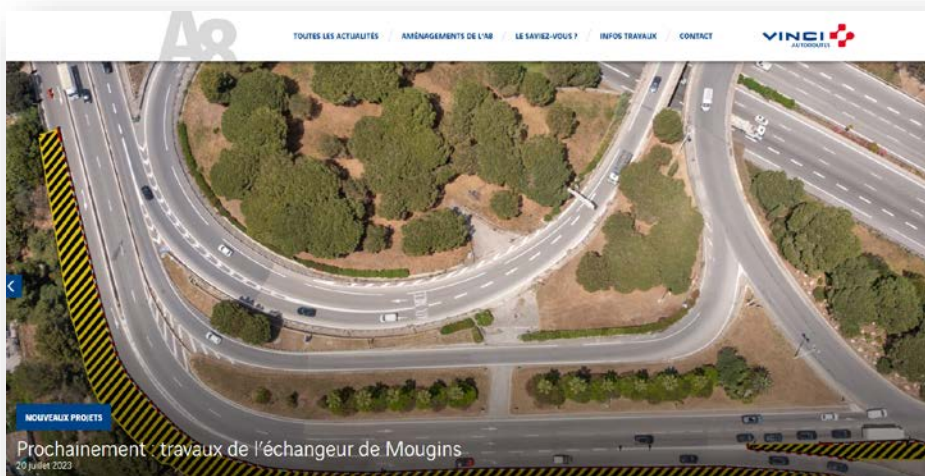 A8
TOUTES LES ACTUALITÉS / AMÉNAGEMENTS DE L'A8 / LE SAVIEZ-VOUS ? / INFOS TRAVAUX / CONTACT
VINCI
AUTOROUTES
NOUVEAUX PROJETS
Prochainement : travaux de l'échangeur de Mougins
20 juillet 2023